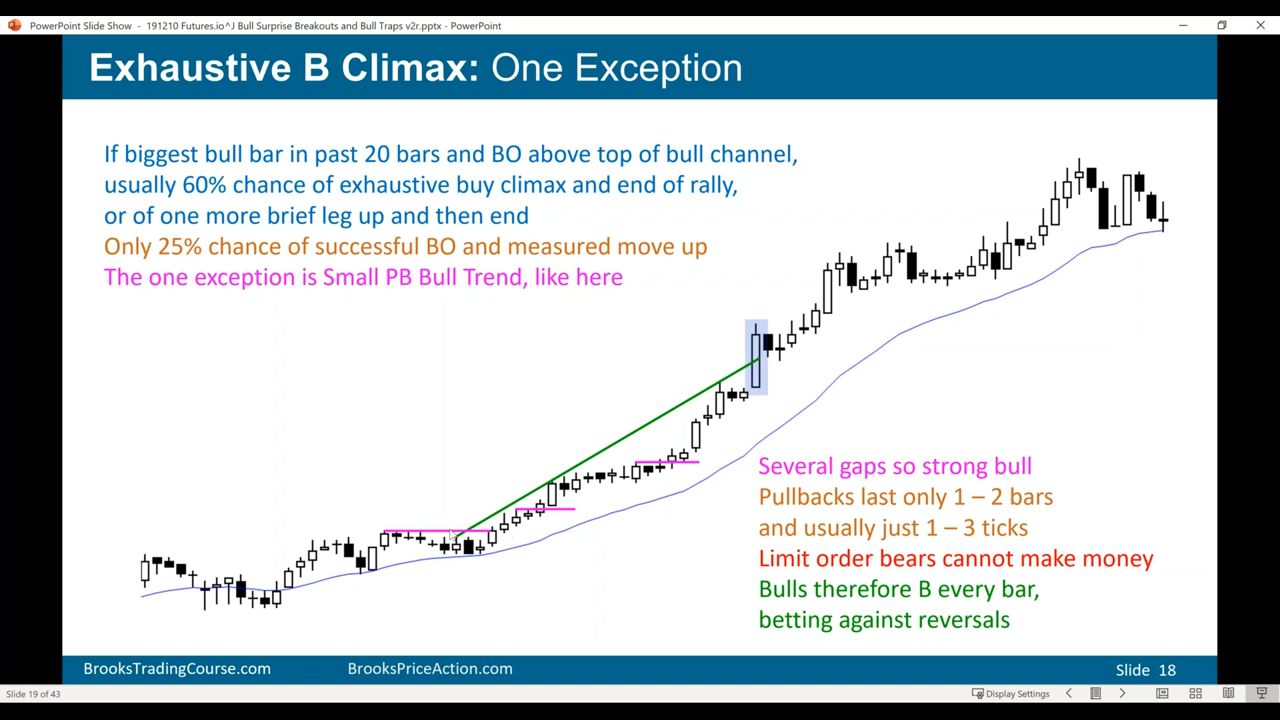 PowerPoint Slide Show - 191210 Futures.io^J Bull Surprise Breakouts and Bull Traps v2r.pptx - PowerPoint
Exhaustive B Climax: One Exception
If biggest bull bar in past 20 bars and BO above top of bull channel,
usually 60% chance of exhaustive buy climax and end of rally,
or of one more brief leg up and then end
Only 25% chance of successful BO and measured move up
The one exception is Small PB Bull Trend, like here
Several gaps so strong bull
Pullbacks last only 1 – 2 bars
and usually just 1 – 3 ticks
Limit order bears cannot make money
Bulls therefore B every bar,
betting against reversals
BrooksTradingCourse.com
BrooksPriceAction.com
Slide 18
Slide 19 of 43
Display Settings